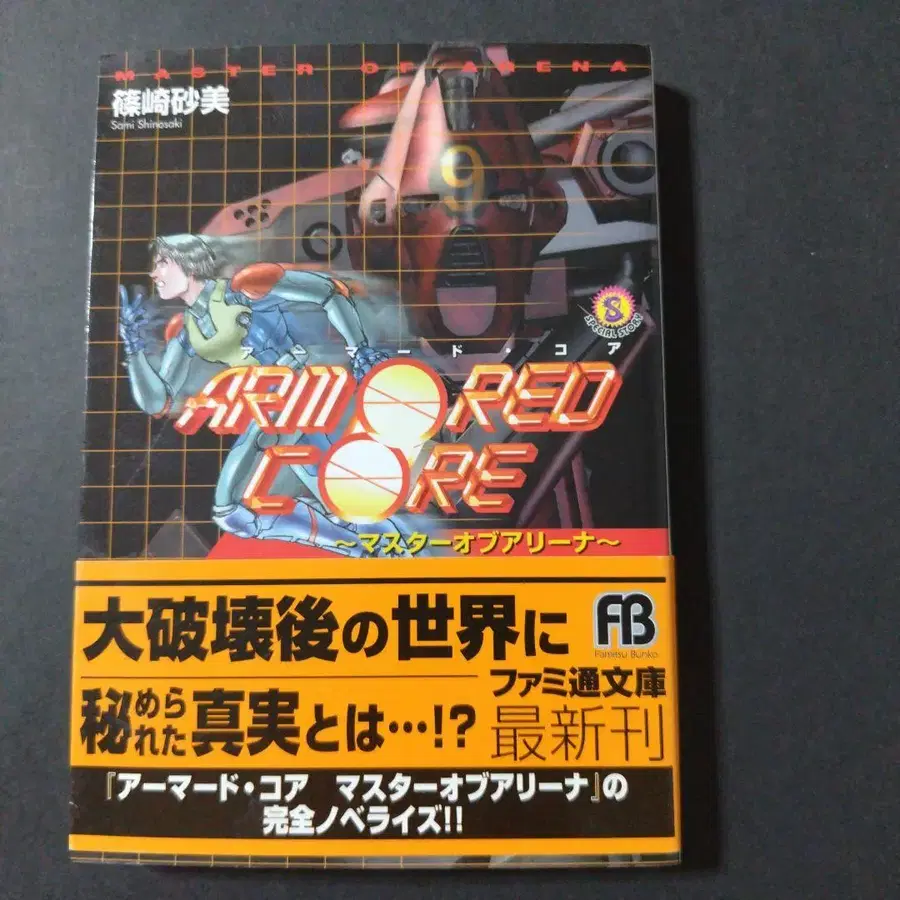 MASTER OF ARENA
篠崎砂美
Sami Shinosaki
9
S
SPECIAL STORY
アーマード・コア
ARMORED
CORE
～マスターオブアリーナ～
大破壊後の世界に
秘められた真実とは…!?
FB
Famitsu Bunko
ファミ通文庫
最新刊
『アーマード・コア　マスターオブアリーナ』の
完全ノベライズ!!